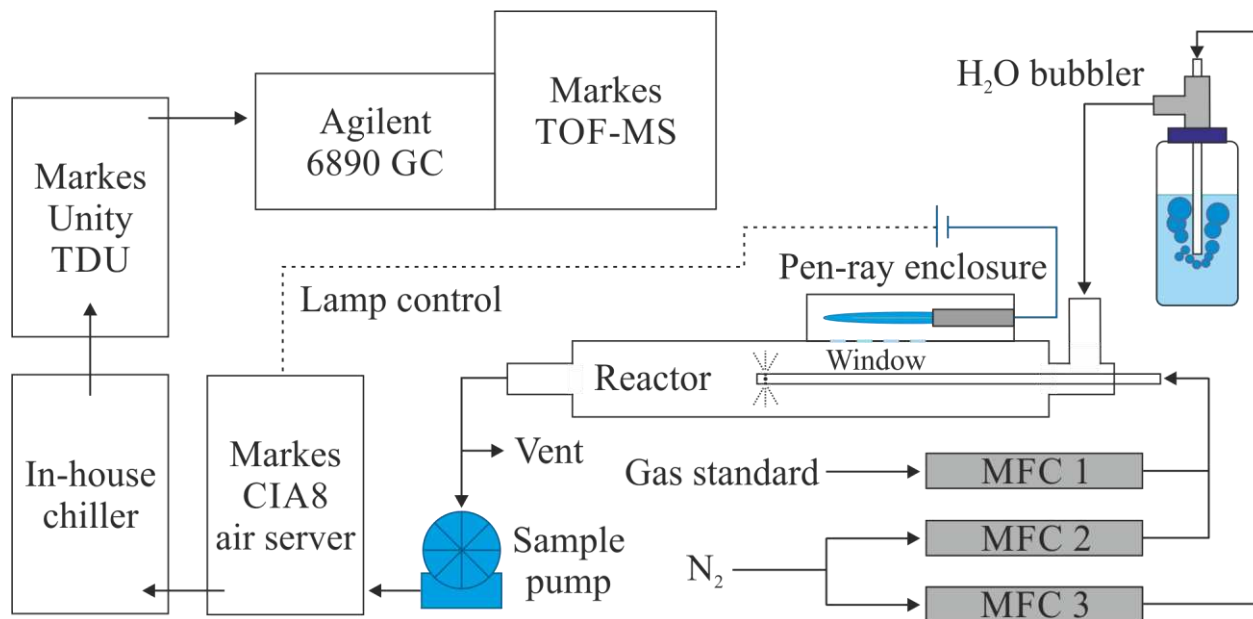 Markes
Unity
TDU
Agilent
6890 GC
Markes
TOF-MS
H₂O bubbler
Pen-ray enclosure
Lamp control
Window
Reactor
In-house
chiller
Markes
CIA8
air server
Vent
Sample
pump
Gas standard
N₂
MFC 1
MFC 2
MFC 3